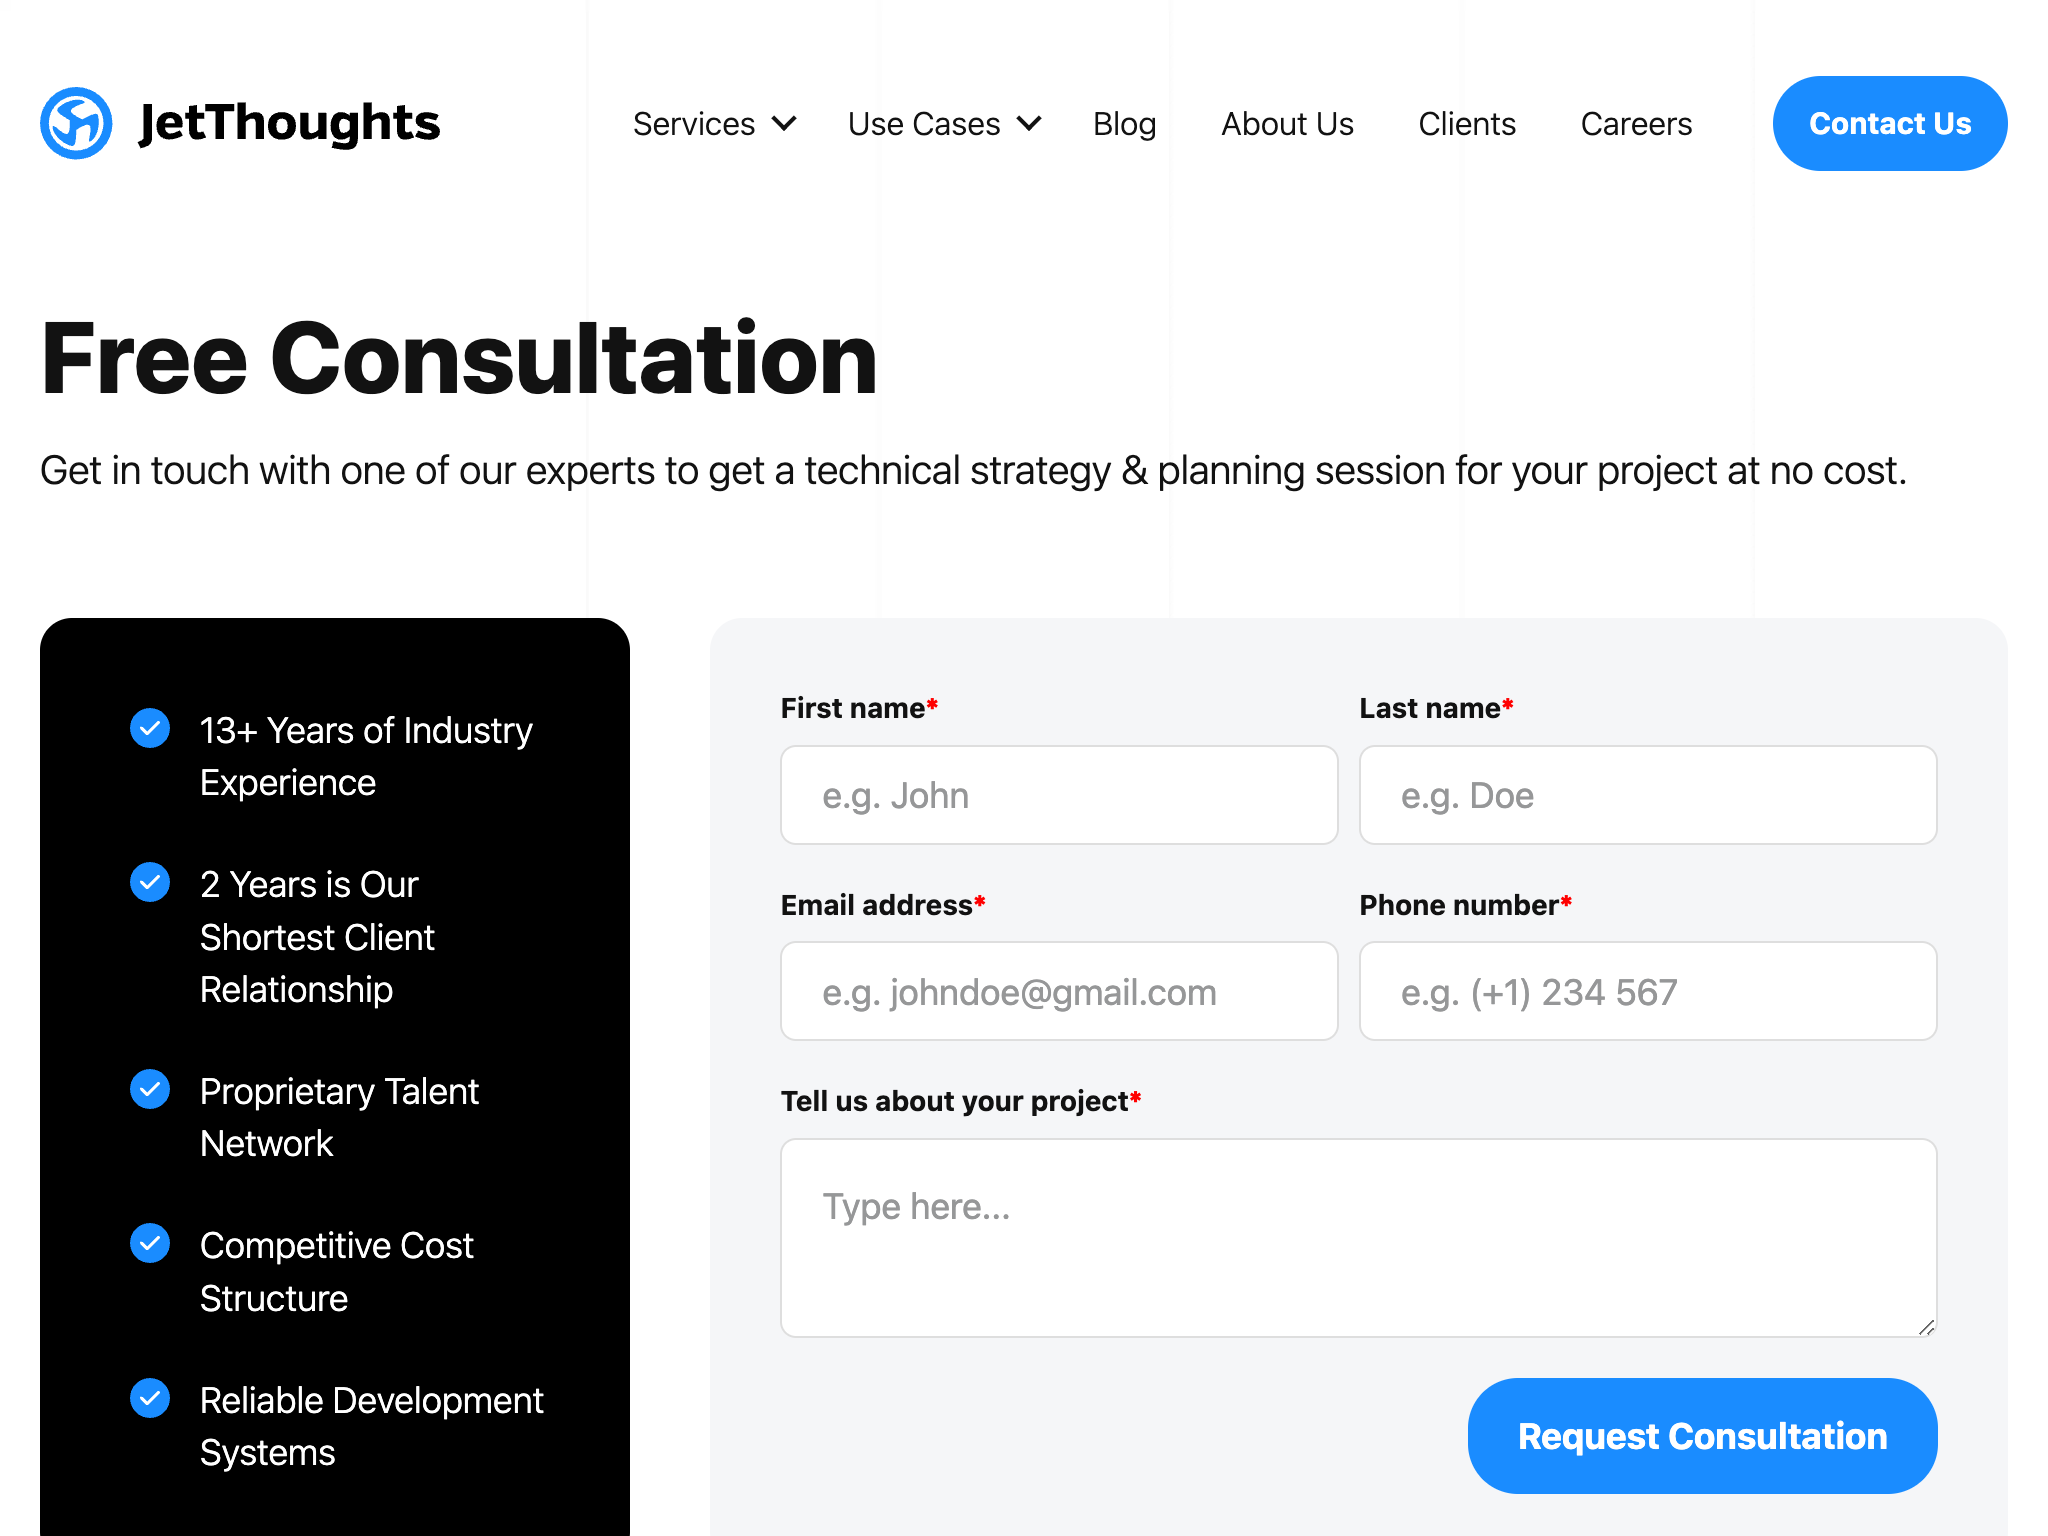 JetThoughts
Services
Use Cases
Blog
About Us
Clients
Careers
Contact Us
Free Consultation
Get in touch with one of our experts to get a technical strategy & planning session for your project at no cost.
13+ Years of Industry
Experience
2 Years is Our
Shortest Client
Relationship
Proprietary Talent
Network
Competitive Cost
Structure
Reliable Development
Systems
First name*
e.g. John
Last name*
e.g. Doe
Email address*
e.g. johndoe@gmail.com
Phone number*
e.g. (+1) 234 567
Tell us about your project*
Type here...
Request Consultation